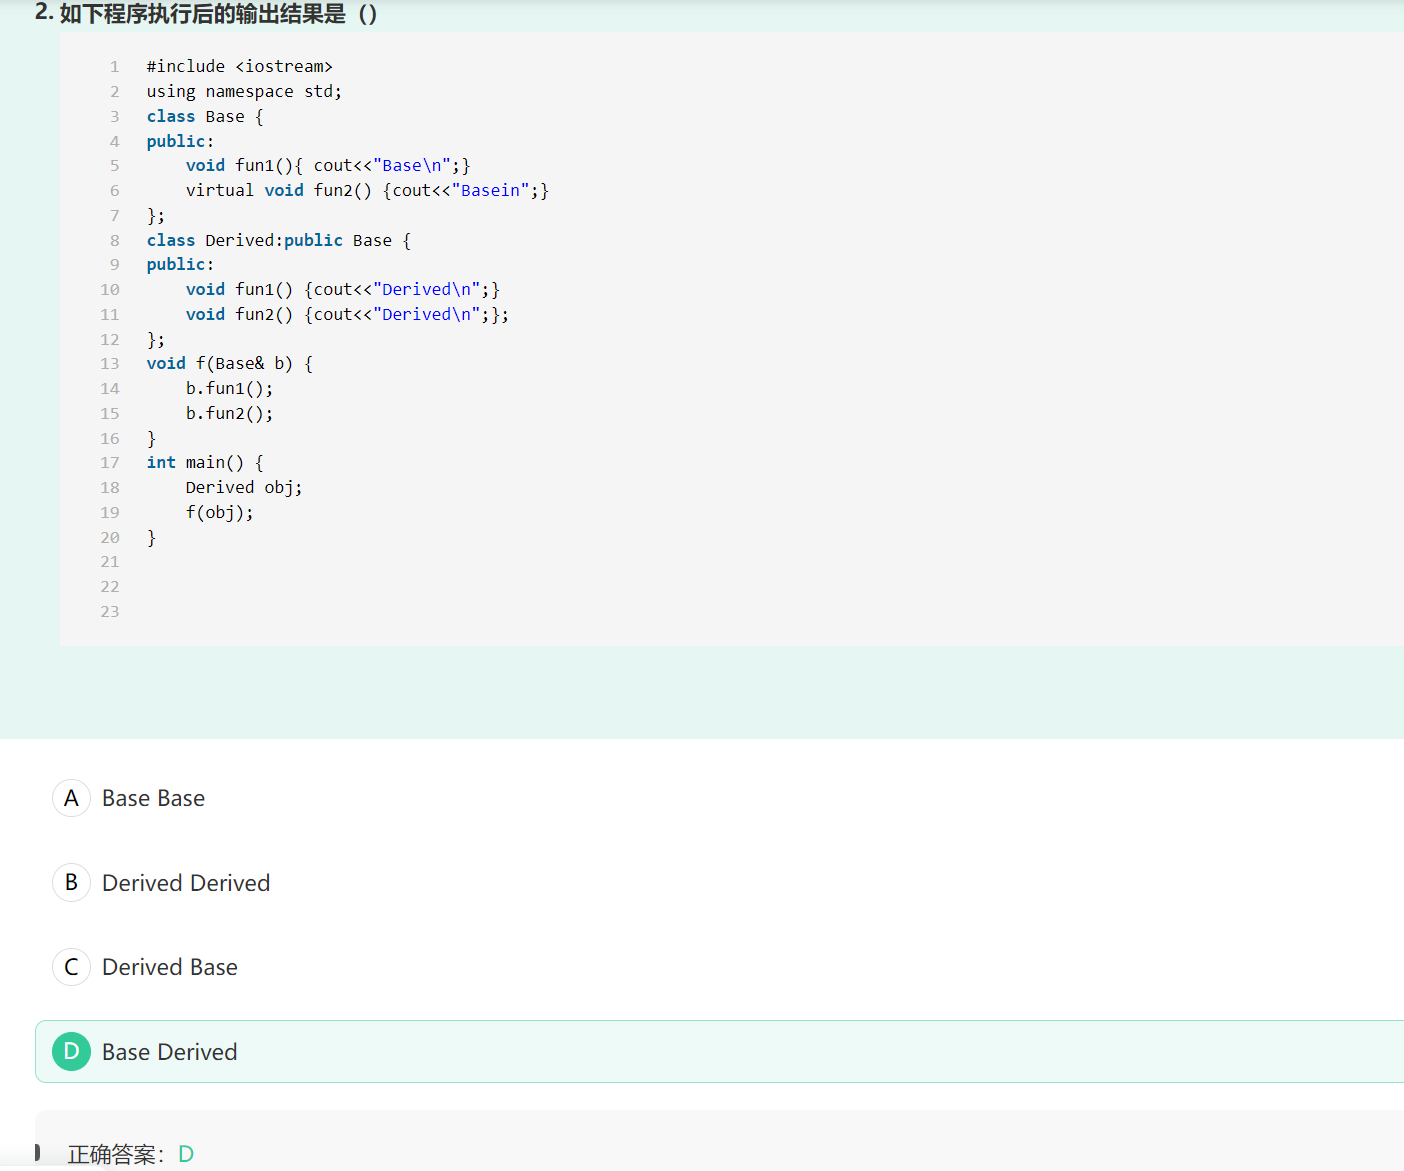 2. 如下程序执行后的输出结果是（）
1 #include <iostream>
2 using namespace std;
3 class Base {
4 public:
5     void fun1(){ cout<<"Base\n";}
6     virtual void fun2() {cout<<"Basein";}
7 };
8 class Derived:public Base {
9 public:
10     void fun1() {cout<<"Derived\n";}
11     void fun2() {cout<<"Derived\n";};
12 };
13 void f(Base& b) {
14     b.fun1();
15     b.fun2();
16 }
17 int main() {
18     Derived obj;
19     f(obj);
20 }
21
22
23
A Base Base
B Derived Derived
C Derived Base
D Base Derived
正确答案：D